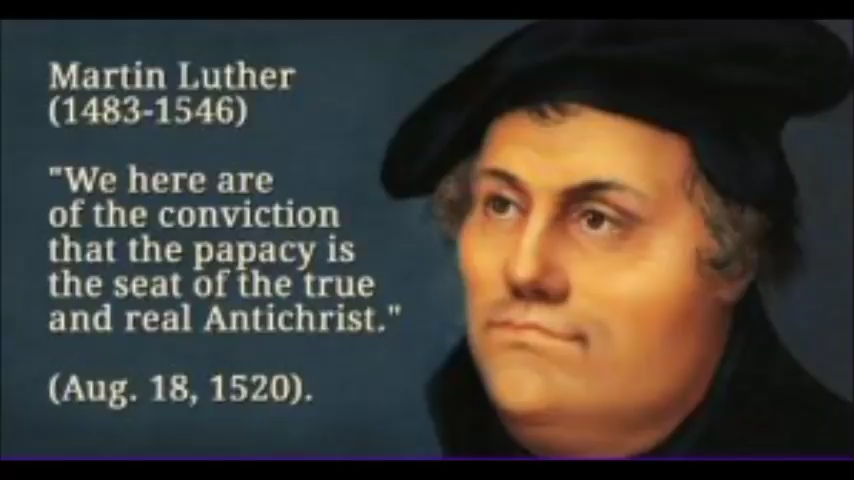 Martin Luther
(1483-1546)
"We here are
of the conviction
that the papacy is
the seat of the true
and real Antichrist."
(Aug. 18, 1520).